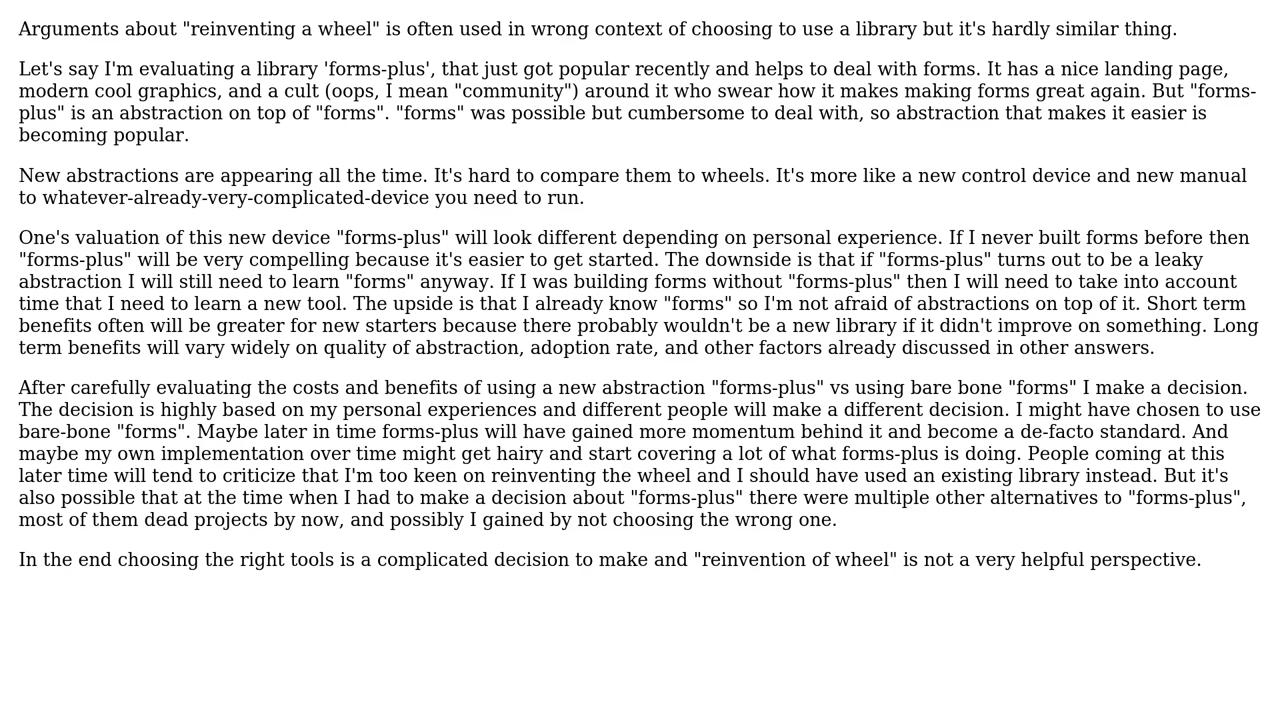 Arguments about "reinventing a wheel" is often used in wrong context of choosing to use a library but it's hardly similar thing.
Let's say I'm evaluating a library 'forms-plus', that just got popular recently and helps to deal with forms. It has a nice landing page,
modern cool graphics, and a cult (oops, I mean "community") around it who swear how it makes making forms great again. But "forms-
plus" is an abstraction on top of "forms". "forms" was possible but cumbersome to deal with, so abstraction that makes it easier is
becoming popular.
New abstractions are appearing all the time. It's hard to compare them to wheels. It's more like a new control device and new manual
to whatever-already-very-complicated-device you need to run.
One's valuation of this new device "forms-plus" will look different depending on personal experience. If I never built forms before then
"forms-plus" will be very compelling because it's easier to get started. The downside is that if "forms-plus" turns out to be a leaky
abstraction I will still need to learn "forms" anyway. If I was building forms without "forms-plus" then I will need to take into account
time that I need to learn a new tool. The upside is that I already know "forms" so I'm not afraid of abstractions on top of it. Short term
benefits often will be greater for new starters because there probably wouldn't be a new library if it didn't improve on something. Long
term benefits will vary widely on quality of abstraction, adoption rate, and other factors already discussed in other answers.
After carefully evaluating the costs and benefits of using a new abstraction "forms-plus" vs using bare bone "forms" I make a decision.
The decision is highly based on my personal experiences and different people will make a different decision. I might have chosen to use
bare-bone "forms". Maybe later in time forms-plus will have gained more momentum behind it and become a de-facto standard. And
maybe my own implementation over time might get hairy and start covering a lot of what forms-plus is doing. People coming at this
later time will tend to criticize that I'm too keen on reinventing the wheel and I should have used an existing library instead. But it's
also possible that at the time when I had to make a decision about "forms-plus" there were multiple other alternatives to "forms-plus",
most of them dead projects by now, and possibly I gained by not choosing the wrong one.
In the end choosing the right tools is a complicated decision to make and "reinvention of wheel" is not a very helpful perspective.